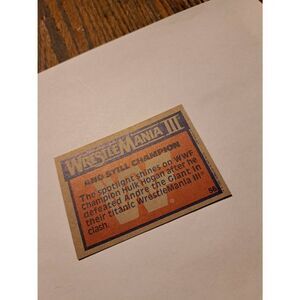 WRESTLEMANIA III
AND STILL CHAMPION
The spotlight shines on WWF
Champion Hulk Hogan after he
defeated Andre the Giant in
their titanic WrestleMania III
clash.
56